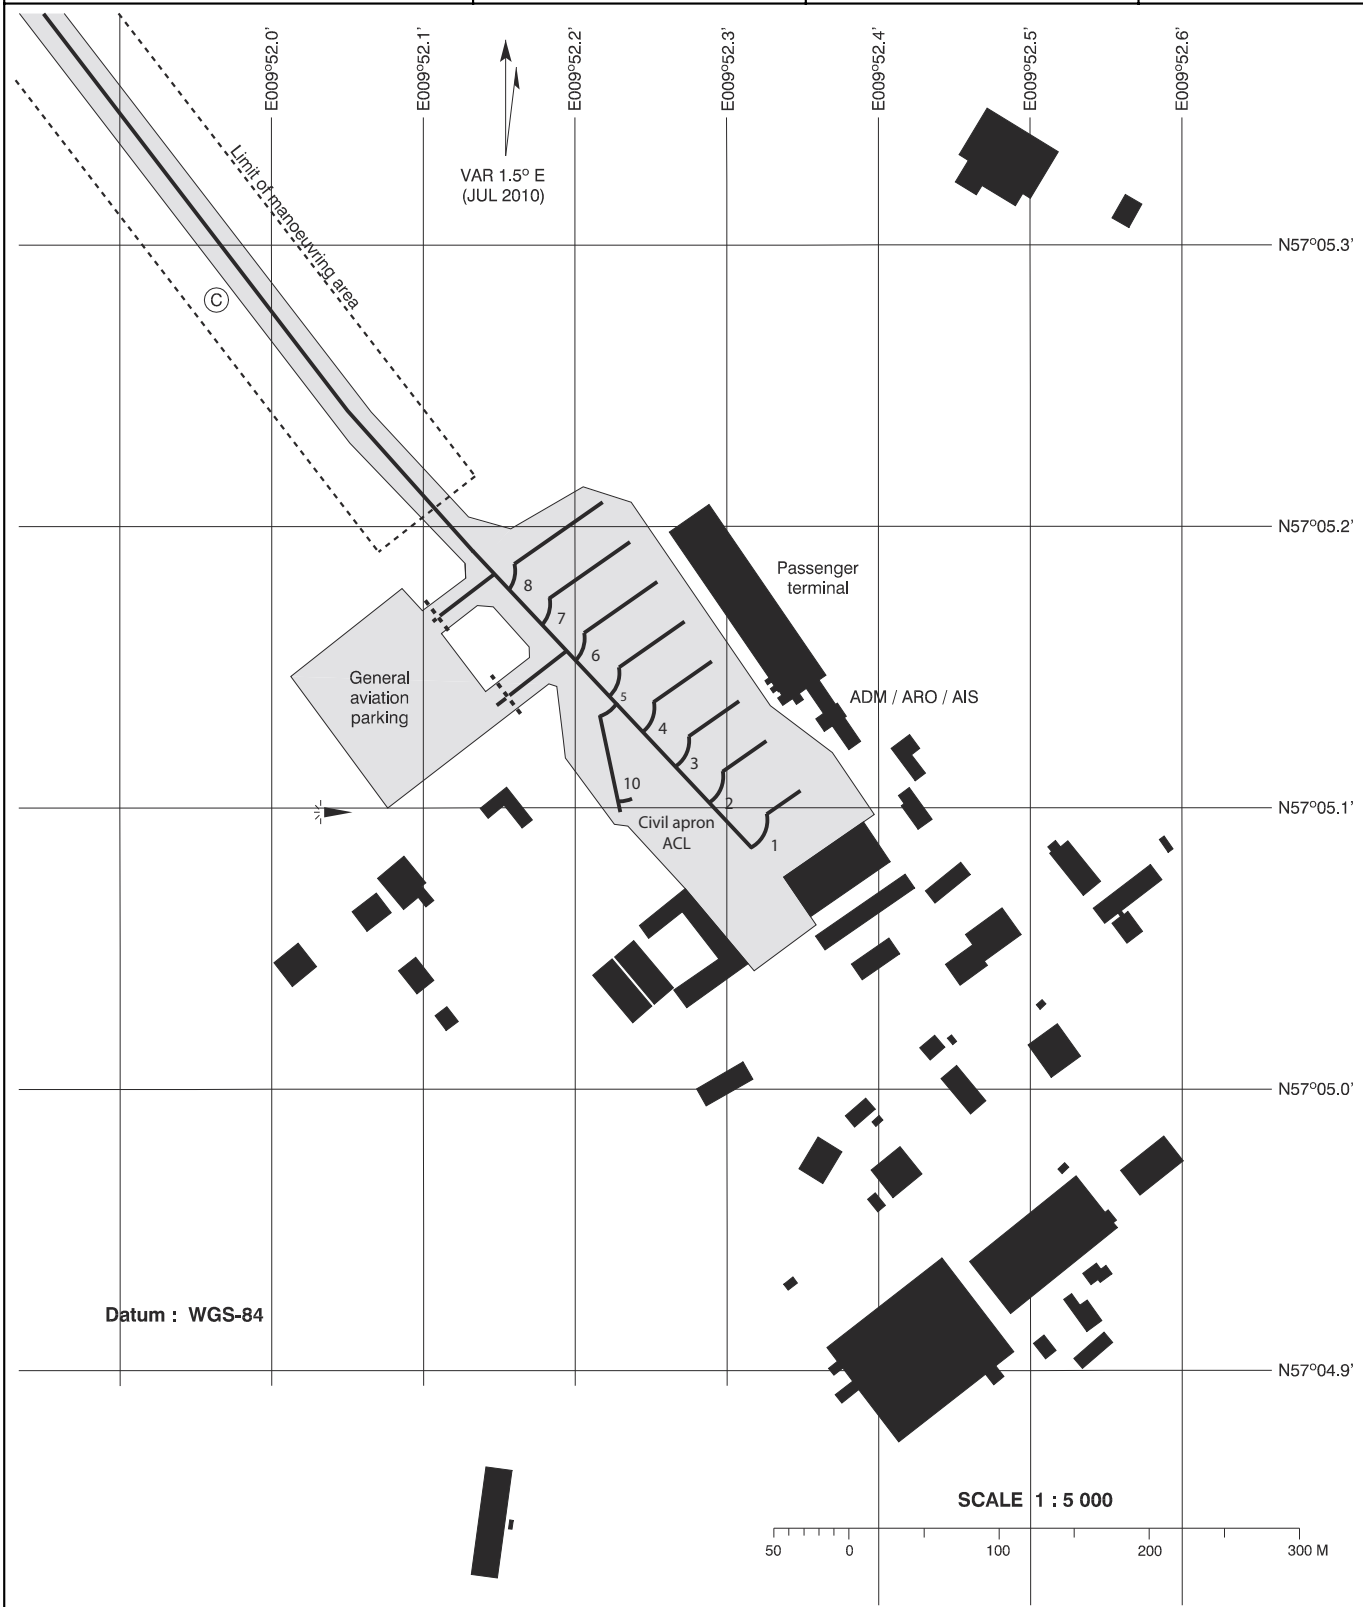 E009°52.0'
E009°52.1'
E009°52.2'
E009°52.3'
E009°52.4'
E009°52.5'
E009°52.6'
VAR 1.5° E
(JUL 2010)
Limit of manoeuvring area
C
N57°05.3'
N57°05.2'
Passenger
terminal
8
7
6
5
4
3
2
1
10
General
aviation
parking
ADM / ARO / AIS
Civil apron
ACL
N57°05.1'
N57°05.0'
N57°04.9'
Datum : WGS-84
SCALE 1 : 5 000
50 0 100 200 300 M